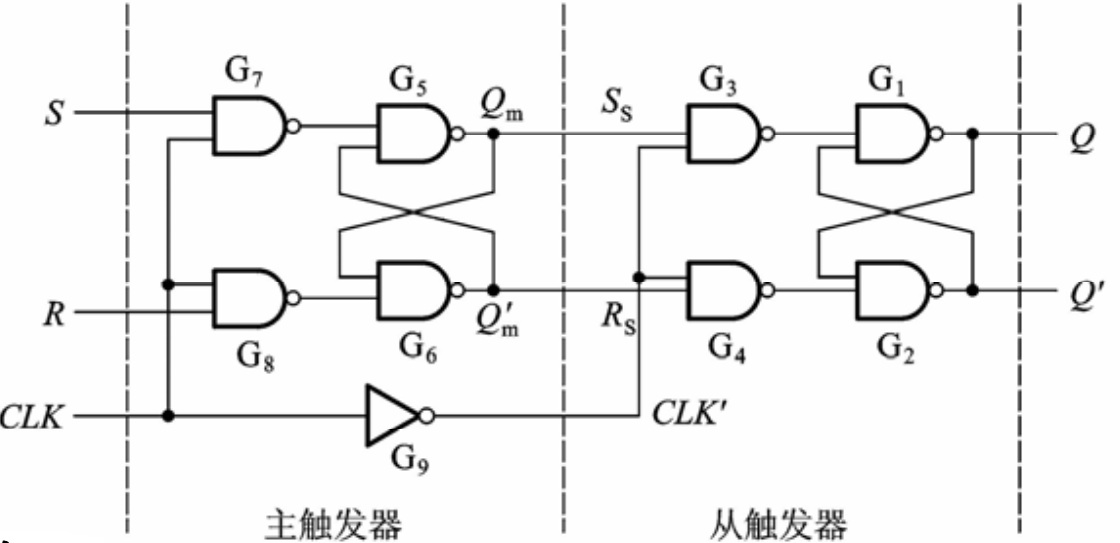 G₇ G₅ G₃ G₁
S Qₘ Sₛ Q
R Q′ₘ Rₛ Q′
G₈ G₆ G₄ G₂
CLK CLK′
G₉
主触发器 从触发器